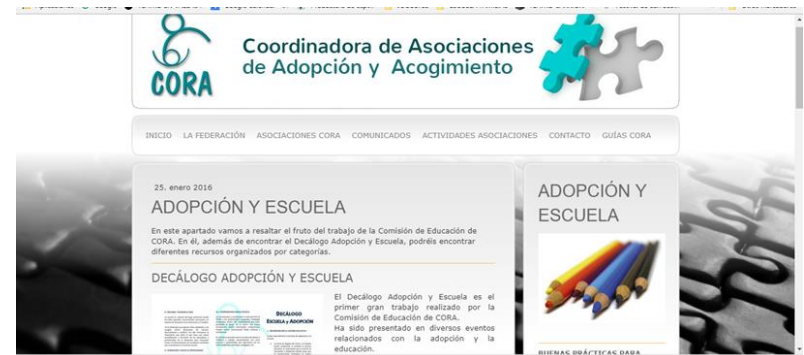 CORA
Coordinadora de Asociaciones
de Adopción y Acogimiento
INICIO LA FEDERACIÓN ASOCIACIONES CORA COMUNICADOS ACTIVIDADES ASOCIACIONES CONTACTO GUÍAS CORA
25. enero 2016
ADOPCIÓN Y ESCUELA
En este apartado vamos a resaltar el fruto del trabajo de la Comisión de Educación de
CORA. En él, además de encontrar el Decálogo Adopción y Escuela, podréis encontrar
diferentes recursos organizados por categorías.
DECÁLOGO ADOPCIÓN Y ESCUELA
DECÁLOGO
ESCUELA y ADOPCIÓN
El Decálogo Adopción y Escuela es el
primer gran trabajo realizado por la
Comisión de Educación de CORA.
Ha sido presentado en diversos eventos
relacionados con la adopción y la
educación.
ADOPCIÓN Y
ESCUELA
BUENAS PRÁCTICAS PARA